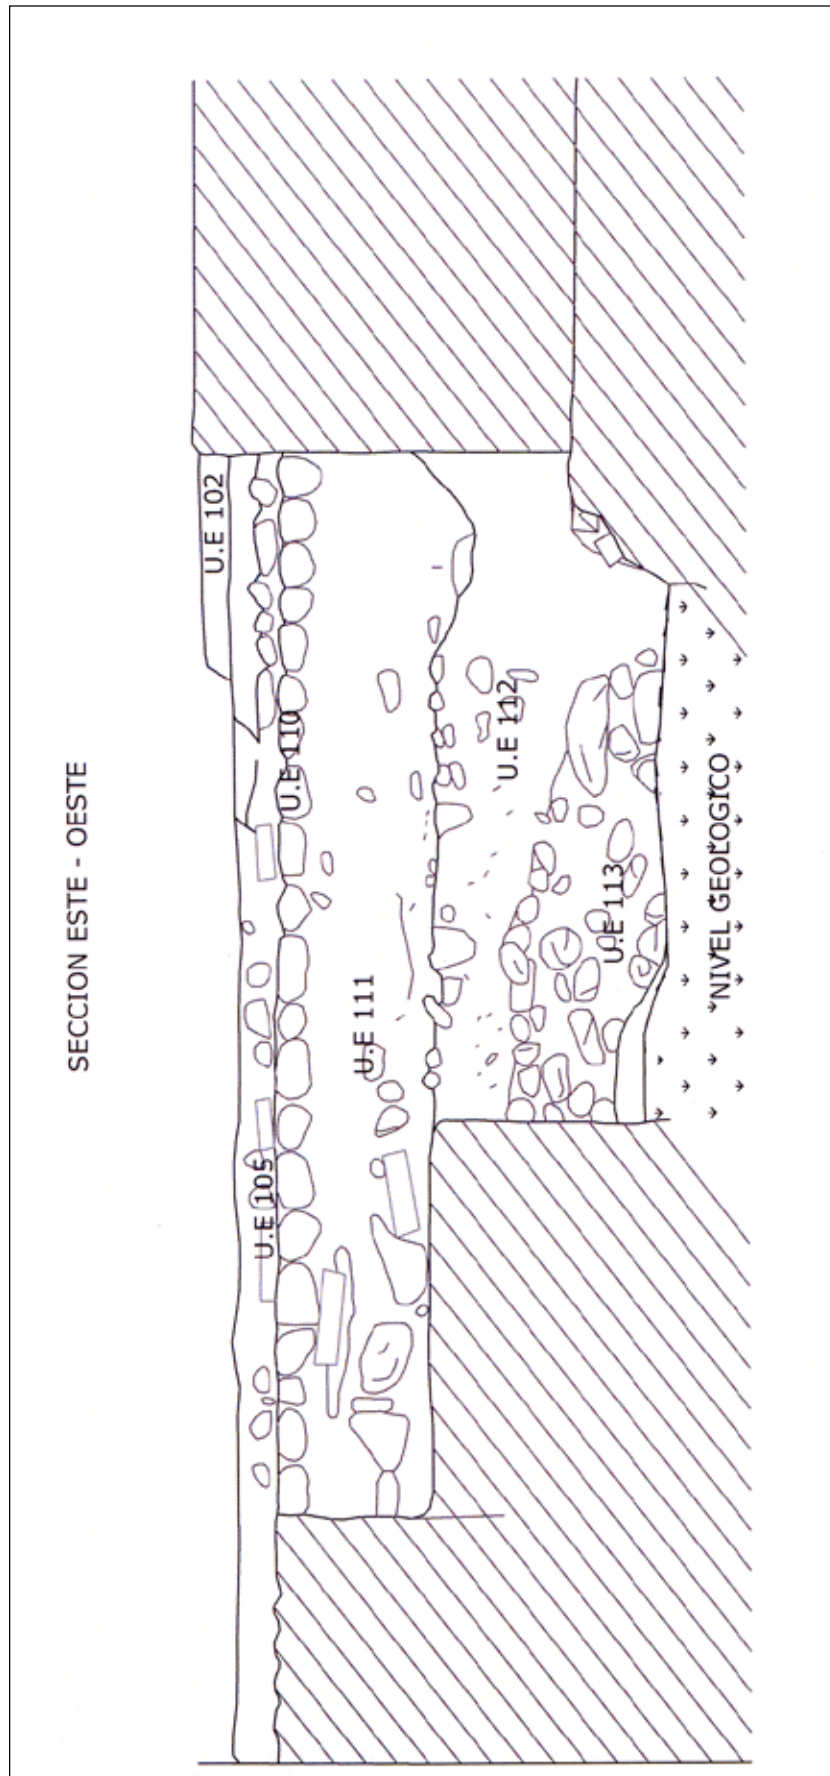 SECCION ESTE - OESTE
U.E 102
U.E 105
U.E 110
U.E 111
U.E 112
U.E 113
NIVEL GEOLOGICO